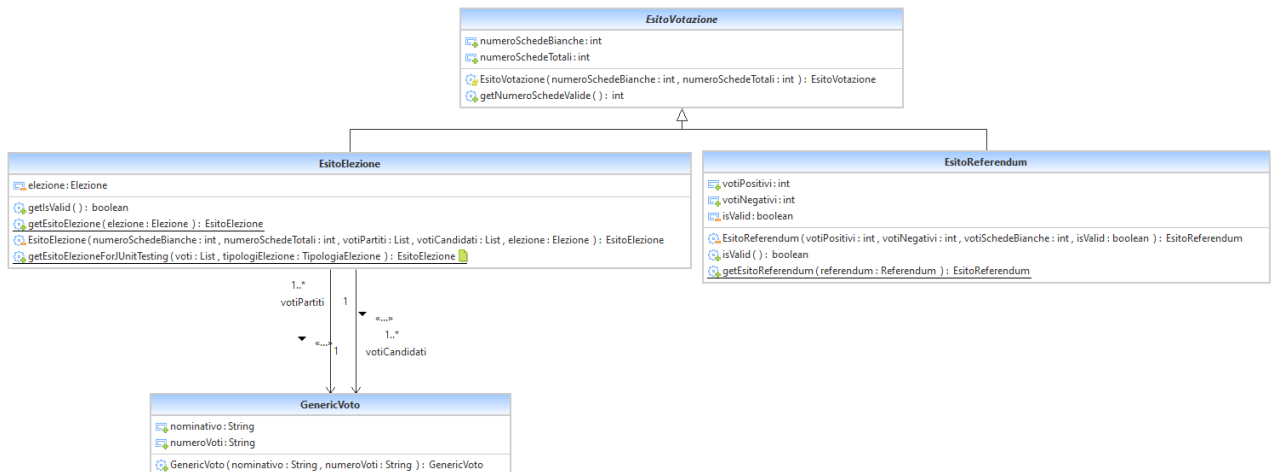 EsitoVotazione
numeroSchedeBianche : int
numeroSchedeTotali : int
EsitoVotazione ( numeroSchedeBianche : int , numeroSchedeTotali : int ) : EsitoVotazione
getNumeroSchedeValide ( ) : int
EsitoElezione
elezione : Elezione
getIsValid ( ) : boolean
getEsitoElezione ( elezione : Elezione ) : EsitoElezione
EsitoElezione ( numeroSchedeBianche : int , numeroSchedeTotali : int , votiPartiti : List , votiCandidati : List , elezione : Elezione ) : EsitoElezione
getEsitoElezioneForJUnitTesting ( voti : List , tipologiElezione : TipologiaElezione ) : EsitoElezione
EsitoReferendum
votiPositivi : int
votiNegativi : int
isValid : boolean
EsitoReferendum ( votiPositivi : int , votiNegativi : int , votiSchedeBianche : int , isValid : boolean ) : EsitoReferendum
isValid ( ) : boolean
getEsitoReferendum ( referendum : Referendum ) : EsitoReferendum
1..*
votiPartiti
1
«...»
1..*
votiCandidati
«...»
1
GenericVoto
nominativo : String
numeroVoti : String
GenericVoto ( nominativo : String , numeroVoti : String ) : GenericVoto